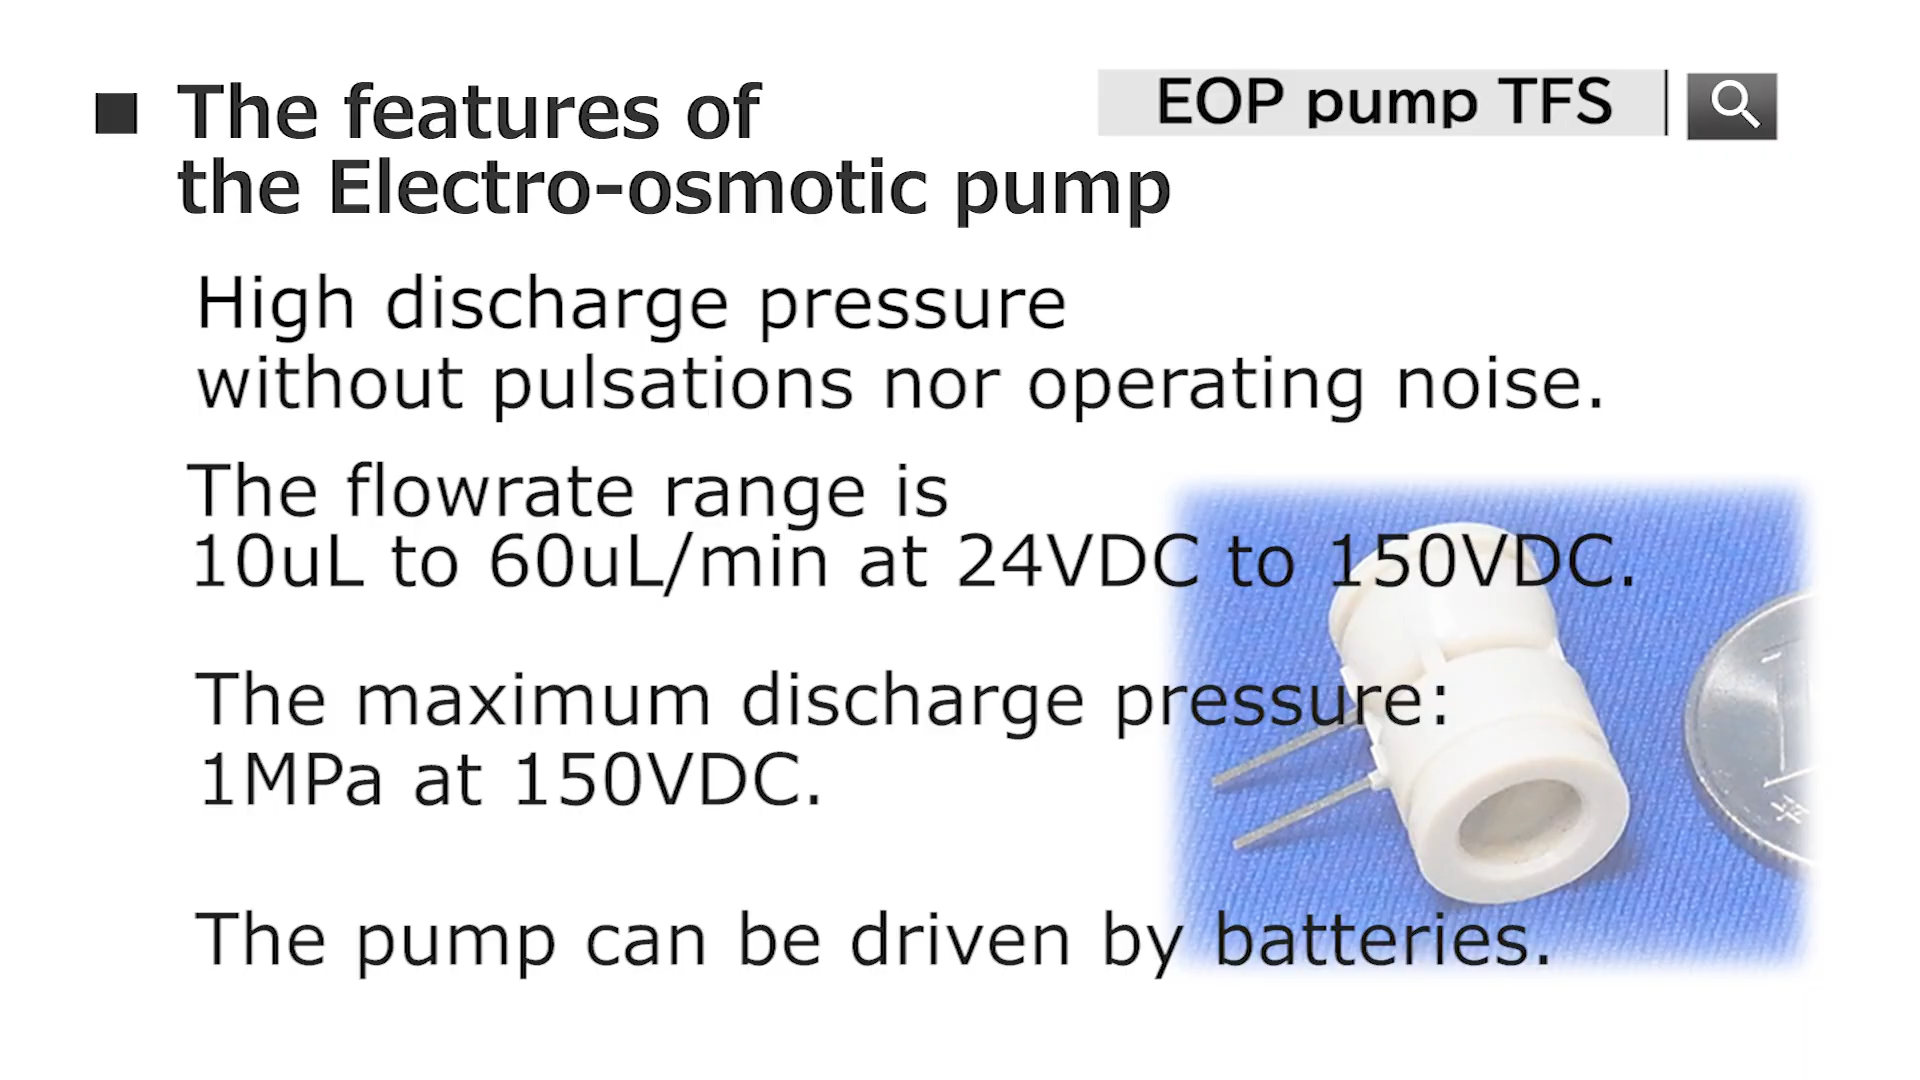 ■ The features of
the Electro-osmotic pump
EOP pump TFS
High discharge pressure
without pulsations nor operating noise.
The flowrate range is
10uL to 60uL/min at 24VDC to 150VDC.
The maximum discharge pressure:
1MPa at 150VDC.
The pump can be driven by batteries.